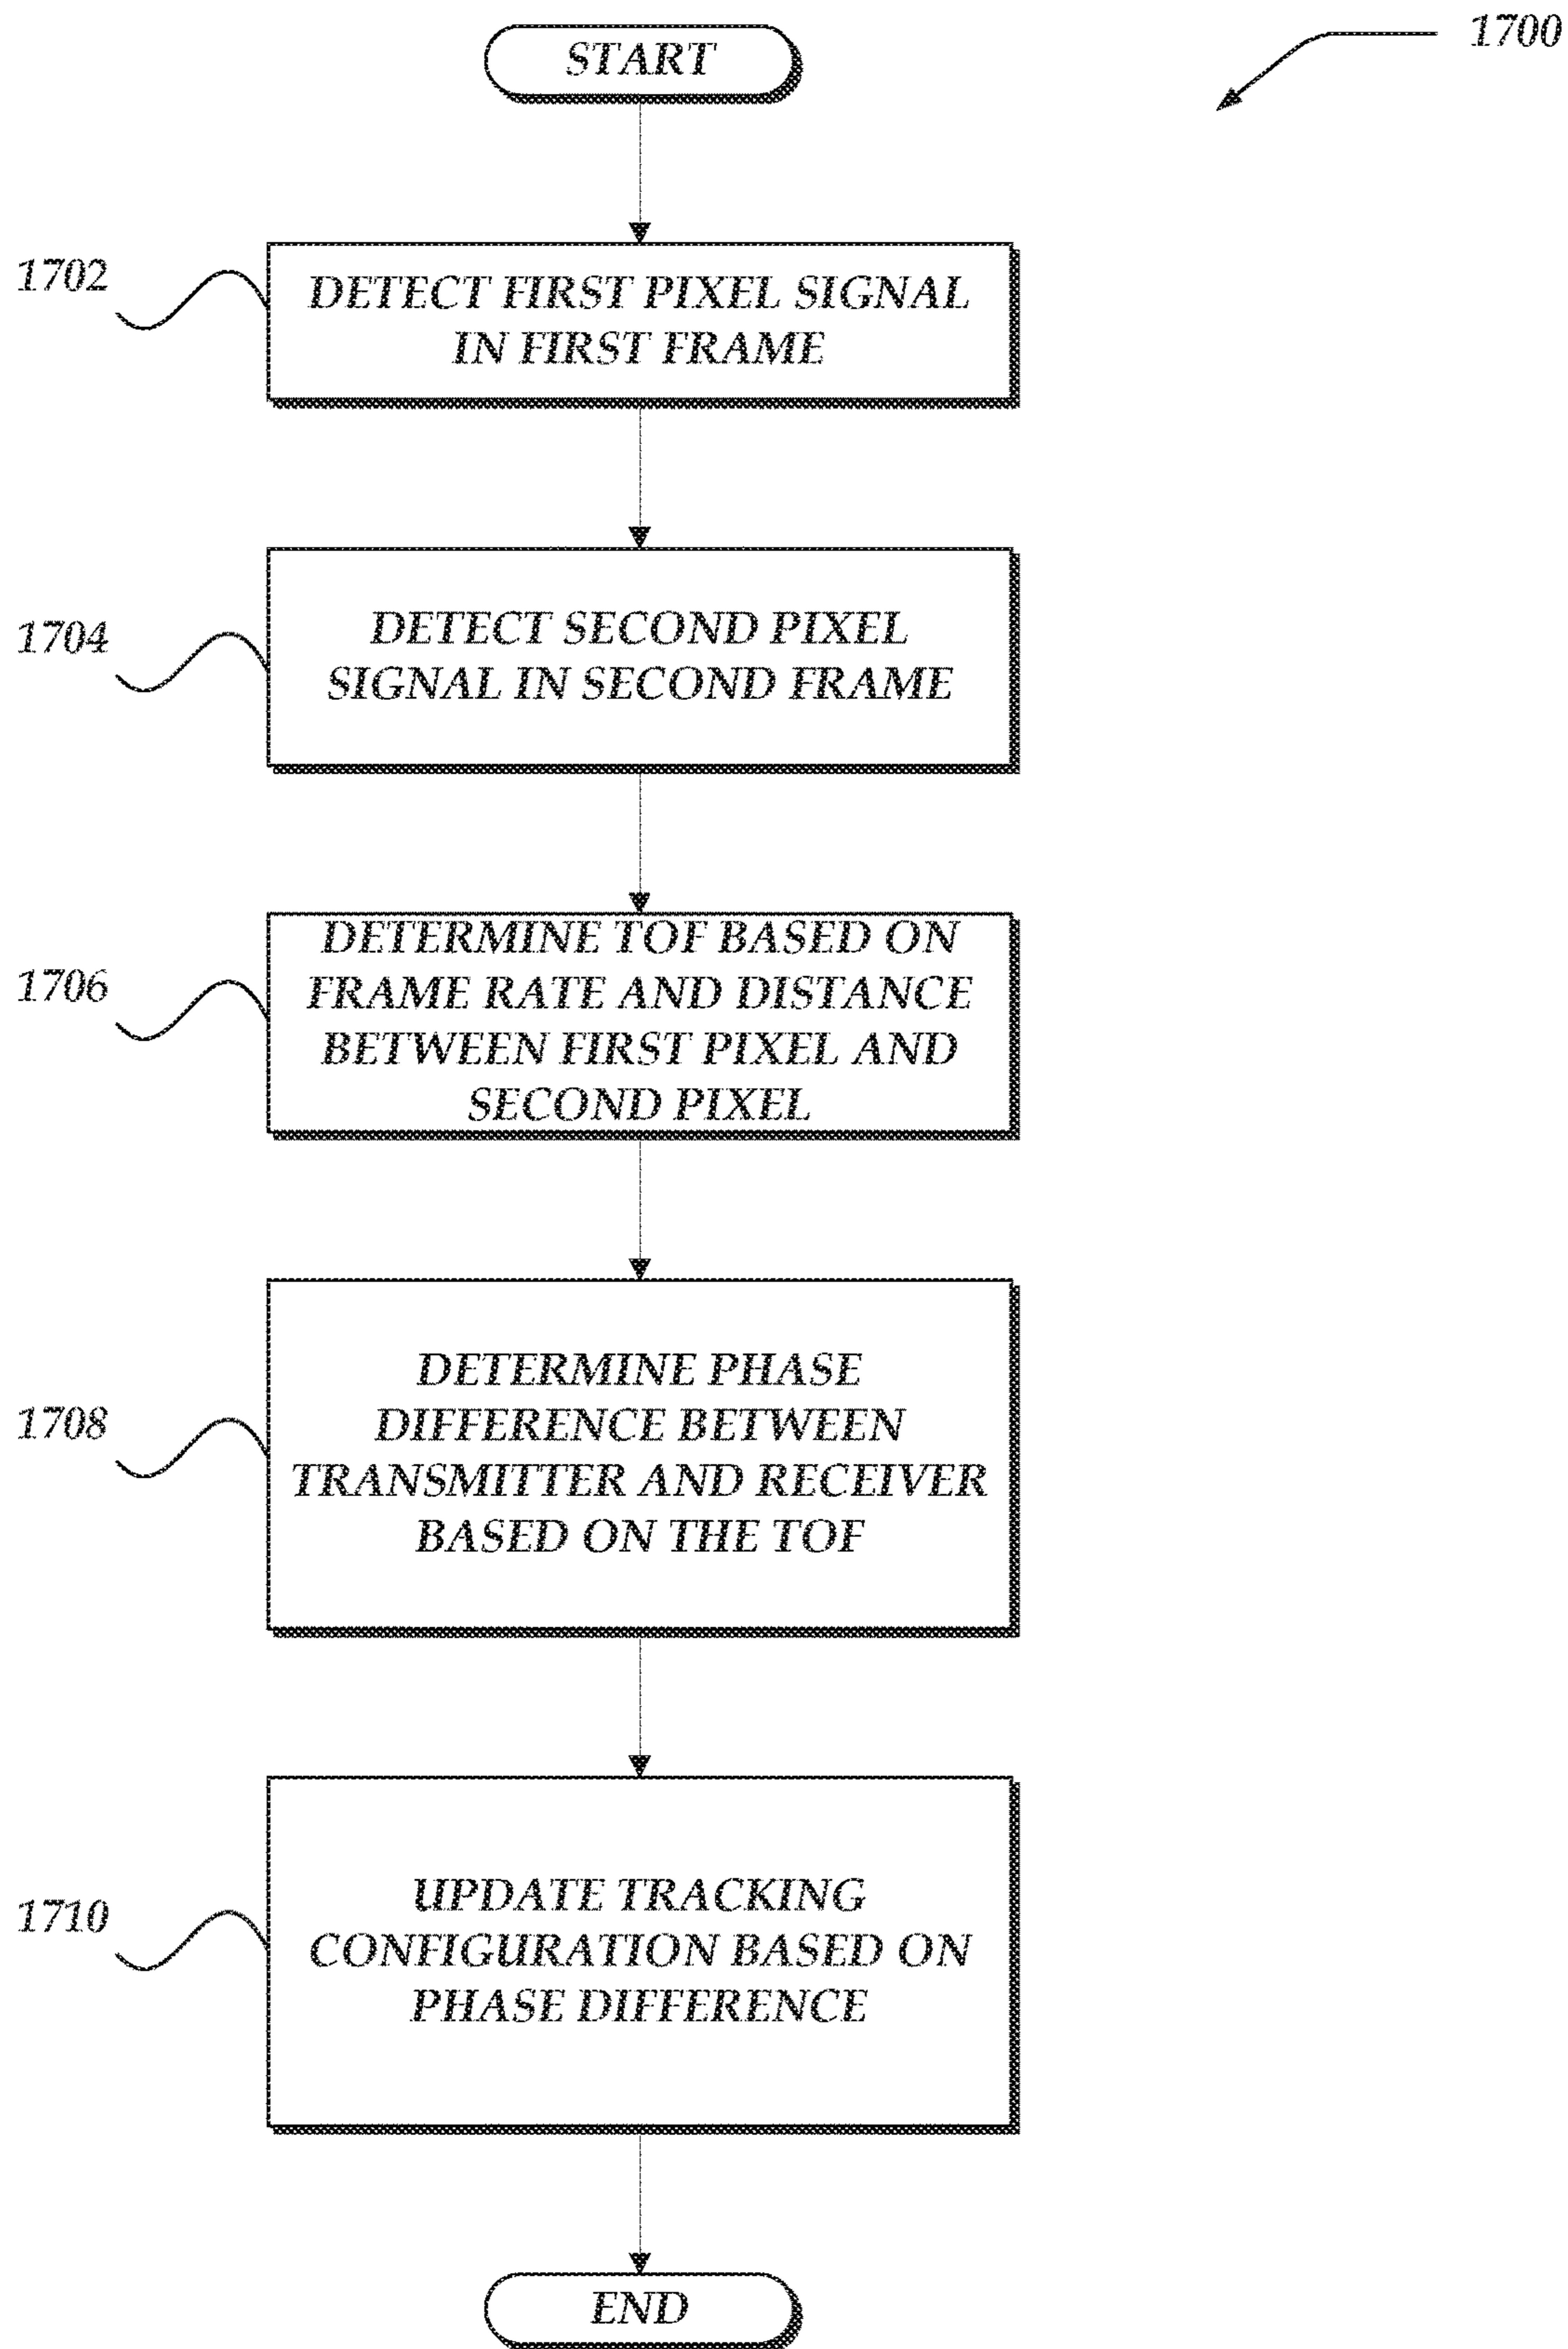 1700
START
1702
DETECT FIRST PIXEL SIGNAL
IN FIRST FRAME
1704
DETECT SECOND PIXEL
SIGNAL IN SECOND FRAME
1706
DETERMINE TOF BASED ON
FRAME RATE AND DISTANCE
BETWEEN FIRST PIXEL AND
SECOND PIXEL
1708
DETERMINE PHASE
DIFFERENCE BETWEEN
TRANSMITTER AND RECEIVER
BASED ON THE TOF
1710
UPDATE TRACKING
CONFIGURATION BASED ON
PHASE DIFFERENCE
END